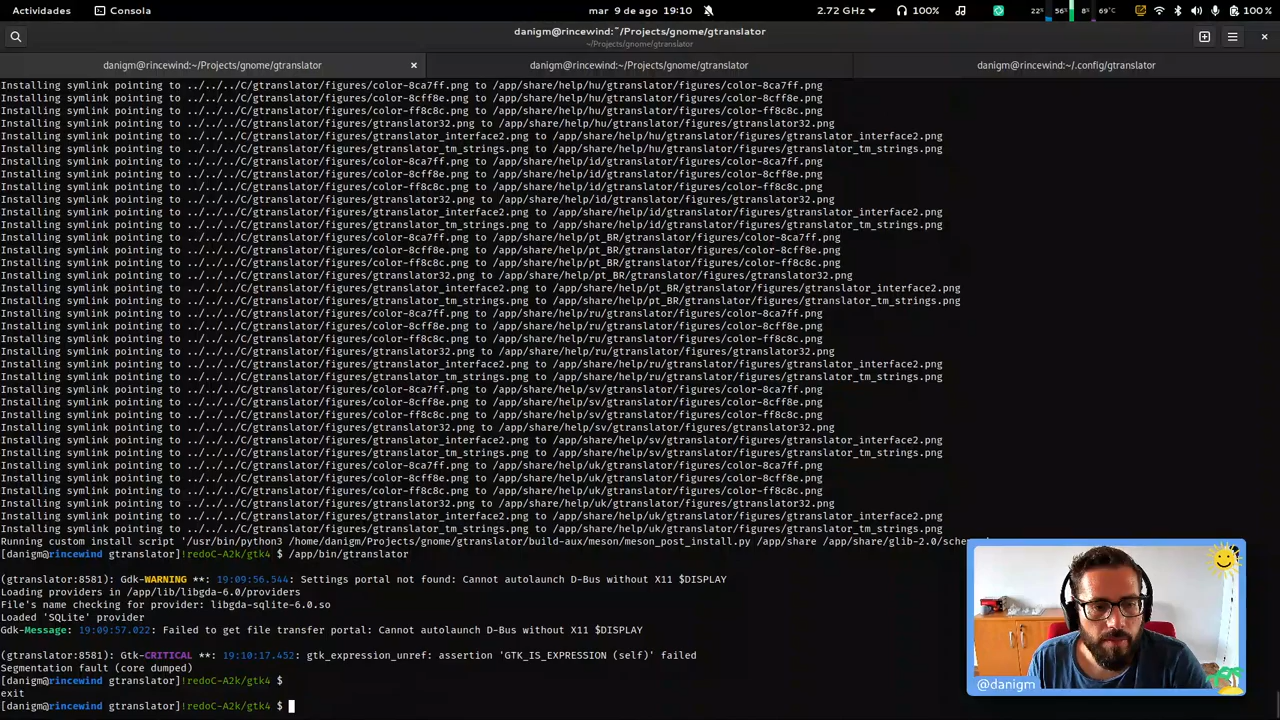 Actividades
Consola
mar 9 de ago 19:10
2.72 GHz
100%
22%
56%
8%
69°C
100 %
danigm@rincewind:~/Projects/gnome/gtranslator
~/Projects/gnome/gtranslator
danigm@rincewind:~/Projects/gnome/gtranslator
danigm@rincewind:~/Projects/gnome/gtranslator
danigm@rincewind:~/.config/gtranslator
Installing symlink pointing to ../../../C/gtranslator/figures/color-8ca7ff.png to /app/share/help/hu/gtranslator/figures/color-8ca7ff.png
Installing symlink pointing to ../../../C/gtranslator/figures/color-8cff8e.png to /app/share/help/hu/gtranslator/figures/color-8cff8e.png
Installing symlink pointing to ../../../C/gtranslator/figures/color-ff8c8c.png to /app/share/help/hu/gtranslator/figures/color-ff8c8c.png
Installing symlink pointing to ../../../C/gtranslator/figures/gtranslator32.png to /app/share/help/hu/gtranslator/figures/gtranslator32.png
Installing symlink pointing to ../../../C/gtranslator/figures/gtranslator_interface2.png to /app/share/help/hu/gtranslator/figures/gtranslator_interface2.png
Installing symlink pointing to ../../../C/gtranslator/figures/gtranslator_tm_strings.png to /app/share/help/hu/gtranslator/figures/gtranslator_tm_strings.png
Installing symlink pointing to ../../../C/gtranslator/figures/color-8ca7ff.png to /app/share/help/id/gtranslator/figures/color-8ca7ff.png
Installing symlink pointing to ../../../C/gtranslator/figures/color-8cff8e.png to /app/share/help/id/gtranslator/figures/color-8cff8e.png
Installing symlink pointing to ../../../C/gtranslator/figures/color-ff8c8c.png to /app/share/help/id/gtranslator/figures/color-ff8c8c.png
Installing symlink pointing to ../../../C/gtranslator/figures/gtranslator32.png to /app/share/help/id/gtranslator/figures/gtranslator32.png
Installing symlink pointing to ../../../C/gtranslator/figures/gtranslator_interface2.png to /app/share/help/id/gtranslator/figures/gtranslator_interface2.png
Installing symlink pointing to ../../../C/gtranslator/figures/gtranslator_tm_strings.png to /app/share/help/id/gtranslator/figures/gtranslator_tm_strings.png
Installing symlink pointing to ../../../C/gtranslator/figures/color-8ca7ff.png to /app/share/help/pt_BR/gtranslator/figures/color-8ca7ff.png
Installing symlink pointing to ../../../C/gtranslator/figures/color-8cff8e.png to /app/share/help/pt_BR/gtranslator/figures/color-8cff8e.png
Installing symlink pointing to ../../../C/gtranslator/figures/color-ff8c8c.png to /app/share/help/pt_BR/gtranslator/figures/color-ff8c8c.png
Installing symlink pointing to ../../../C/gtranslator/figures/gtranslator32.png to /app/share/help/pt_BR/gtranslator/figures/gtranslator32.png
Installing symlink pointing to ../../../C/gtranslator/figures/gtranslator_interface2.png to /app/share/help/pt_BR/gtranslator/figures/gtranslator_interface2.png
Installing symlink pointing to ../../../C/gtranslator/figures/gtranslator_tm_strings.png to /app/share/help/pt_BR/gtranslator/figures/gtranslator_tm_strings.png
Installing symlink pointing to ../../../C/gtranslator/figures/color-8ca7ff.png to /app/share/help/ru/gtranslator/figures/color-8ca7ff.png
Installing symlink pointing to ../../../C/gtranslator/figures/color-8cff8e.png to /app/share/help/ru/gtranslator/figures/color-8cff8e.png
Installing symlink pointing to ../../../C/gtranslator/figures/color-ff8c8c.png to /app/share/help/ru/gtranslator/figures/color-ff8c8c.png
Installing symlink pointing to ../../../C/gtranslator/figures/gtranslator32.png to /app/share/help/ru/gtranslator/figures/gtranslator32.png
Installing symlink pointing to ../../../C/gtranslator/figures/gtranslator_interface2.png to /app/share/help/ru/gtranslator/figures/gtranslator_interface2.png
Installing symlink pointing to ../../../C/gtranslator/figures/gtranslator_tm_strings.png to /app/share/help/ru/gtranslator/figures/gtranslator_tm_strings.png
Installing symlink pointing to ../../../C/gtranslator/figures/color-8ca7ff.png to /app/share/help/sv/gtranslator/figures/color-8ca7ff.png
Installing symlink pointing to ../../../C/gtranslator/figures/color-8cff8e.png to /app/share/help/sv/gtranslator/figures/color-8cff8e.png
Installing symlink pointing to ../../../C/gtranslator/figures/color-ff8c8c.png to /app/share/help/sv/gtranslator/figures/color-ff8c8c.png
Installing symlink pointing to ../../../C/gtranslator/figures/gtranslator32.png to /app/share/help/sv/gtranslator/figures/gtranslator32.png
Installing symlink pointing to ../../../C/gtranslator/figures/gtranslator_interface2.png to /app/share/help/sv/gtranslator/figures/gtranslator_interface2.png
Installing symlink pointing to ../../../C/gtranslator/figures/gtranslator_tm_strings.png to /app/share/help/sv/gtranslator/figures/gtranslator_tm_strings.png
Installing symlink pointing to ../../../C/gtranslator/figures/color-8ca7ff.png to /app/share/help/uk/gtranslator/figures/color-8ca7ff.png
Installing symlink pointing to ../../../C/gtranslator/figures/color-8cff8e.png to /app/share/help/uk/gtranslator/figures/color-8cff8e.png
Installing symlink pointing to ../../../C/gtranslator/figures/color-ff8c8c.png to /app/share/help/uk/gtranslator/figures/color-ff8c8c.png
Installing symlink pointing to ../../../C/gtranslator/figures/gtranslator32.png to /app/share/help/uk/gtranslator/figures/gtranslator32.png
Installing symlink pointing to ../../../C/gtranslator/figures/gtranslator_interface2.png to /app/share/help/uk/gtranslator/figures/gtranslator_interface2.png
Installing symlink pointing to ../../../C/gtranslator/figures/gtranslator_tm_strings.png to /app/share/help/uk/gtranslator/figures/gtranslator_tm_strings.png
Running custom install script '/usr/bin/python3 /home/danigm/Projects/gnome/gtranslator/build-aux/meson/meson_post_install.py /app/share /app/share/glib-2.0/sche
[danigm@rincewind gtranslator]!redoC-A2k/gtk4 $ /app/bin/gtranslator
(gtranslator:8581): Gdk-WARNING **: 19:09:56.544: Settings portal not found: Cannot autolaunch D-Bus without X11 $DISPLAY
Loading providers in /app/lib/libgda-6.0/providers
File's name checking for provider: libgda-sqlite-6.0.so
Loaded 'SQLite' provider
Gdk-Message: 19:09:57.022: Failed to get file transfer portal: Cannot autolaunch D-Bus without X11 $DISPLAY
(gtranslator:8581): Gtk-CRITICAL **: 19:10:17.452: gtk_expression_unref: assertion 'GTK_IS_EXPRESSION (self)' failed
Segmentation fault (core dumped)
[danigm@rincewind gtranslator]!redoC-A2k/gtk4 $
exit
[danigm@rincewind gtranslator]!redoC-A2k/gtk4 $
@danigm